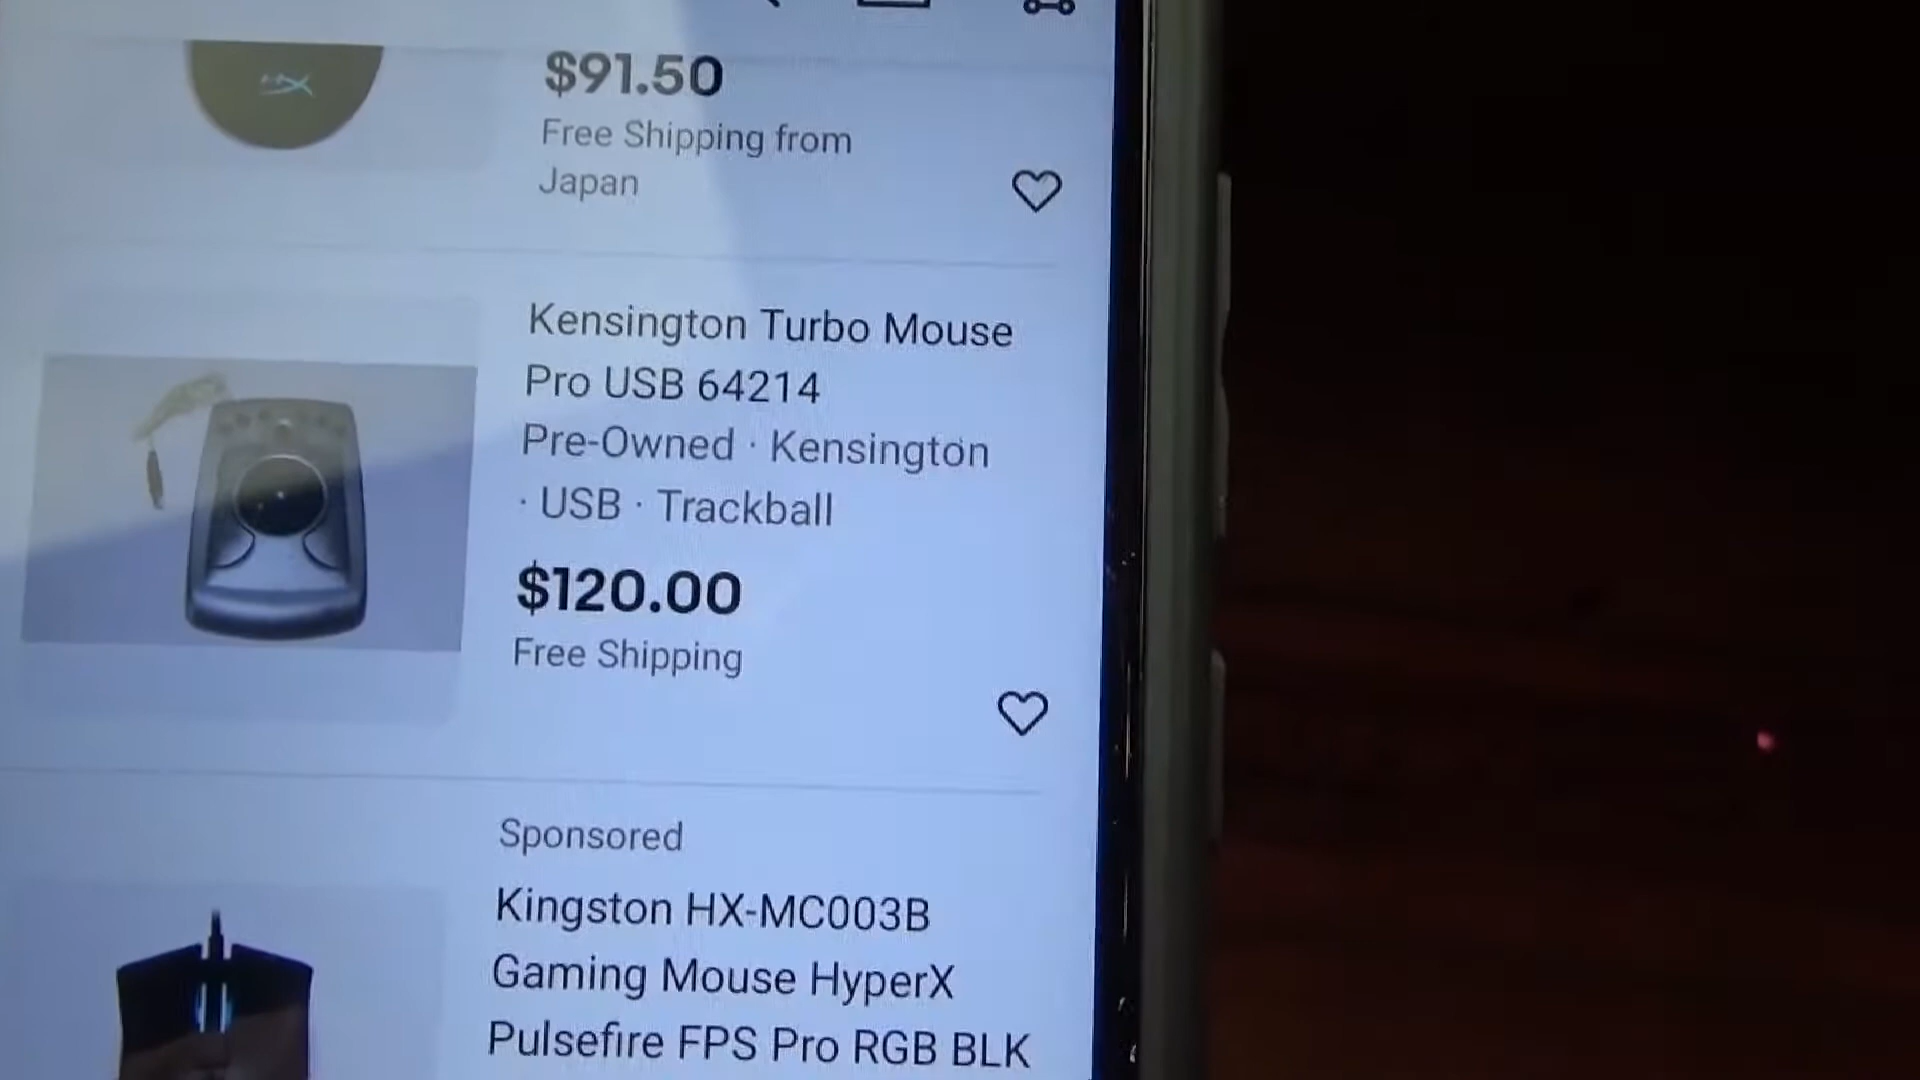 HX
$91.50
Free Shipping from
Japan
Kensington Turbo Mouse
Pro USB 64214
Pre-Owned · Kensington
· USB · Trackball
$120.00
Free Shipping
Sponsored
Kingston HX-MC003B
Gaming Mouse HyperX
Pulsefire FPS Pro RGB BLK